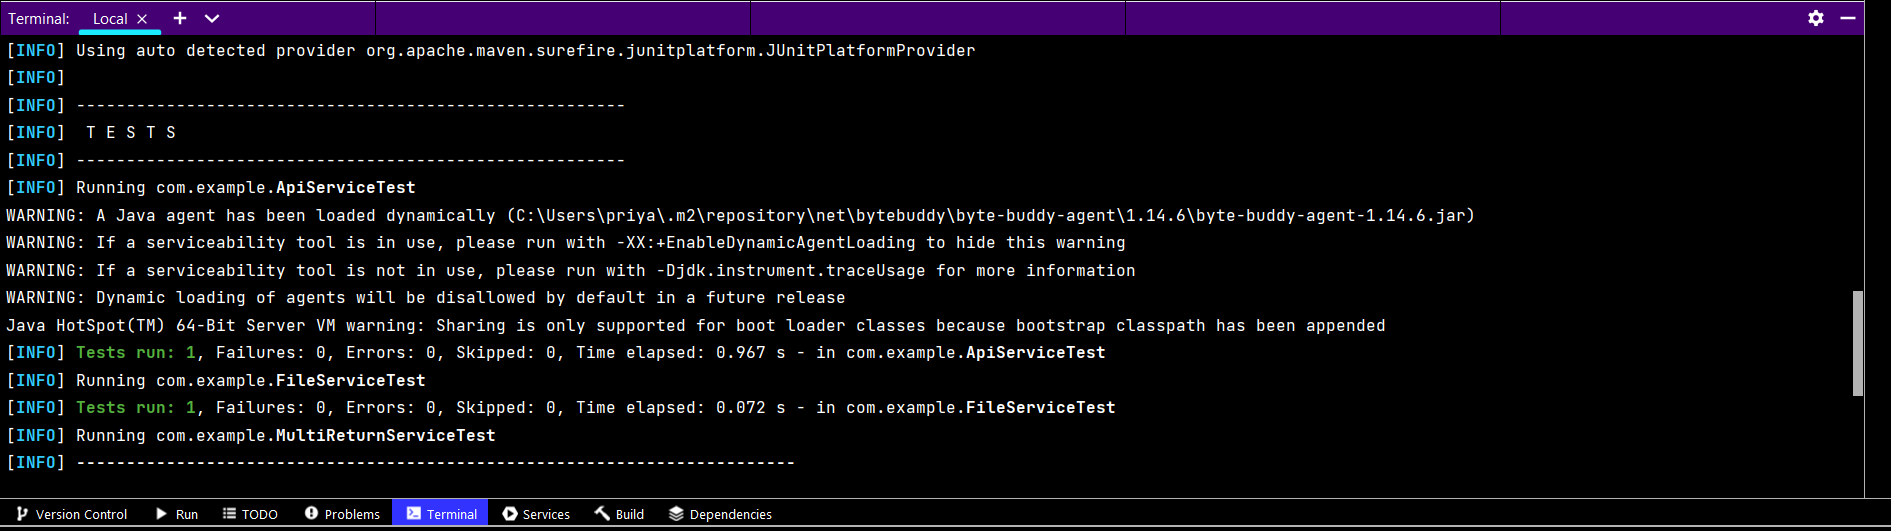 Terminal: Local
[INFO] Using auto detected provider org.apache.maven.surefire.junitplatform.JUnitPlatformProvider
[INFO]
[INFO] -------------------------------------------------------
[INFO]  T E S T S
[INFO] -------------------------------------------------------
[INFO] Running com.example.ApiServiceTest
WARNING: A Java agent has been loaded dynamically (C:\Users\priya\.m2\repository\net\bytebuddy\byte-buddy-agent\1.14.6\byte-buddy-agent-1.14.6.jar)
WARNING: If a serviceability tool is in use, please run with -XX:+EnableDynamicAgentLoading to hide this warning
WARNING: If a serviceability tool is not in use, please run with -Djdk.instrument.traceUsage for more information
WARNING: Dynamic loading of agents will be disallowed by default in a future release
Java HotSpot(TM) 64-Bit Server VM warning: Sharing is only supported for boot loader classes because bootstrap classpath has been appended
[INFO] Tests run: 1, Failures: 0, Errors: 0, Skipped: 0, Time elapsed: 0.967 s - in com.example.ApiServiceTest
[INFO] Running com.example.FileServiceTest
[INFO] Tests run: 1, Failures: 0, Errors: 0, Skipped: 0, Time elapsed: 0.072 s - in com.example.FileServiceTest
[INFO] Running com.example.MultiReturnServiceTest
[INFO] ------------------------------------------------------------------------
Version Control Run TODO Problems Terminal Services Build Dependencies